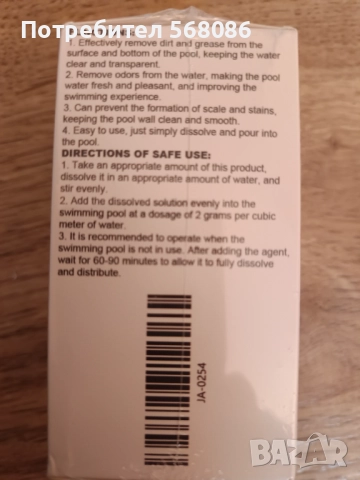 Потребител 568086
1. Effectively remove dirt and grease from the
surface and bottom of the pool, keeping the water
clear and transparent.
2. Remove odors from the water, making the pool
water fresh and pleasant, and improving the
swimming experience.
3. Can prevent the formation of scale and stains,
keeping the pool wall clean and smooth.
4. Easy to use, just simply dissolve and pour into
the pool.
DIRECTIONS OF SAFE USE:
1. Take an appropriate amount of this product,
dissolve it in an appropriate amount of water, and
stir evenly.
2. Add the dissolved solution evenly into the
swimming pool at a dosage of 2 grams per cubic
meter of water.
3. It is recommended to operate when the
swimming pool is not in use. After adding the agent,
wait for 60-90 minutes to allow it to fully dissolve
and distribute.
JA-0254
BAZAR